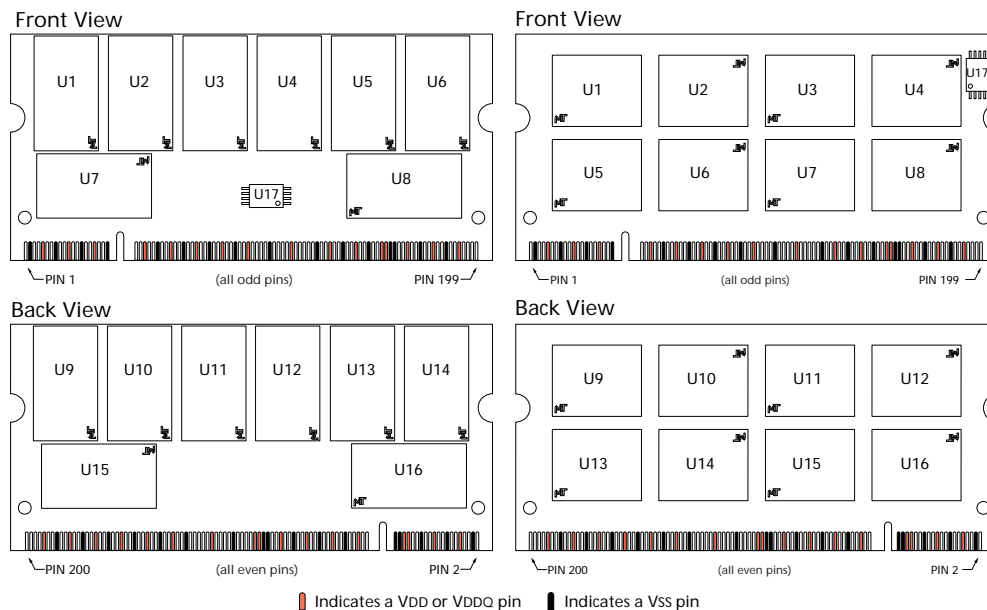 Front View
U1 U2 U3 U4 U5 U6
U7 U17 U8
PIN 1 (all odd pins) PIN 199
Front View
U1 U2 U3 U4 U17
U5 U6 U7 U8
PIN 1 (all odd pins) PIN 199
Back View
U9 U10 U11 U12 U13 U14
U15 U16
PIN 200 (all even pins) PIN 2
Back View
U9 U10 U11 U12
U13 U14 U15 U16
PIN 200 (all even pins) PIN 2
Indicates a VDD or VDDQ pin Indicates a VSS pin